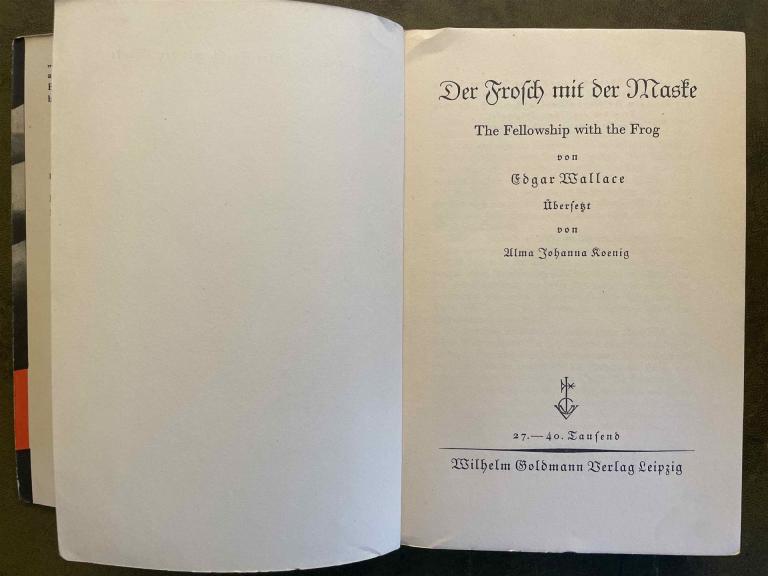 Der Frosch mit der Maske
The Fellowship with the Frog
von
Edgar Wallace
Übersetzt
von
Alma Johanna Koenig
27.—40. Tausend
Wilhelm Goldmann Verlag Leipzig